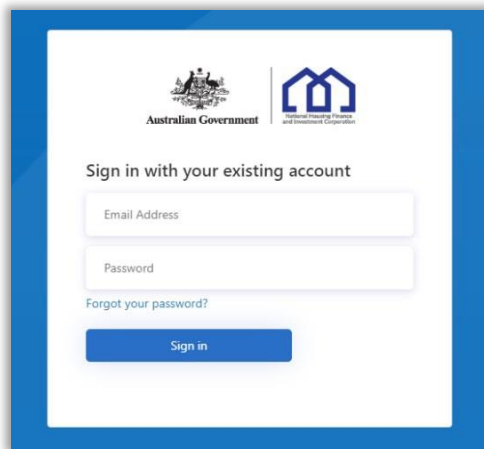 Australian Government
National Housing Finance
and Investment Corporation
Sign in with your existing account
Email Address
Password
Forgot your password?
Sign in